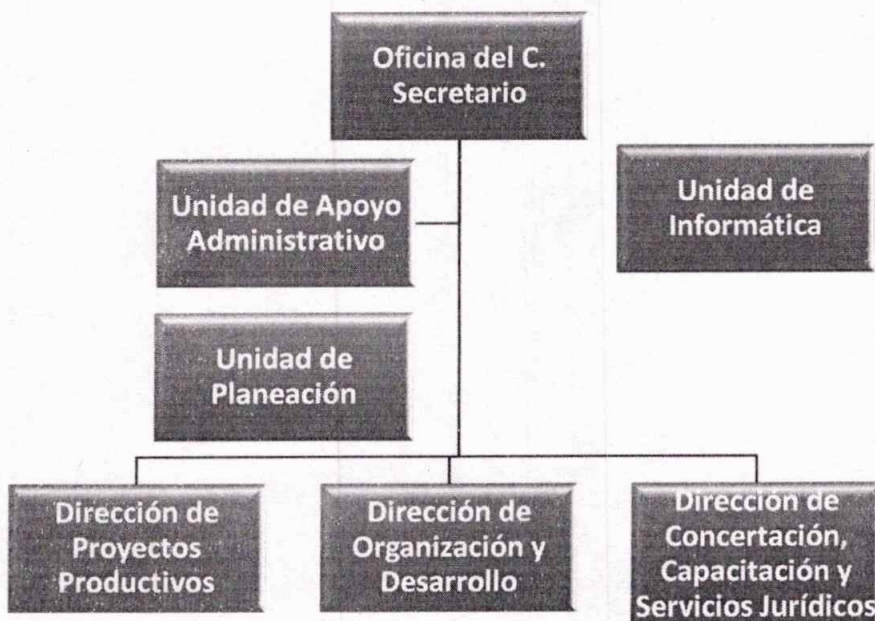 Oficina del C.
Secretario
Unidad de Apoyo
Administrativo
Unidad de
Informática
Unidad de
Planeación
Dirección de
Proyectos
Productivos
Dirección de
Organización y
Desarrollo
Dirección de
Concertación,
Capacitación y
Servicios Jurídicos